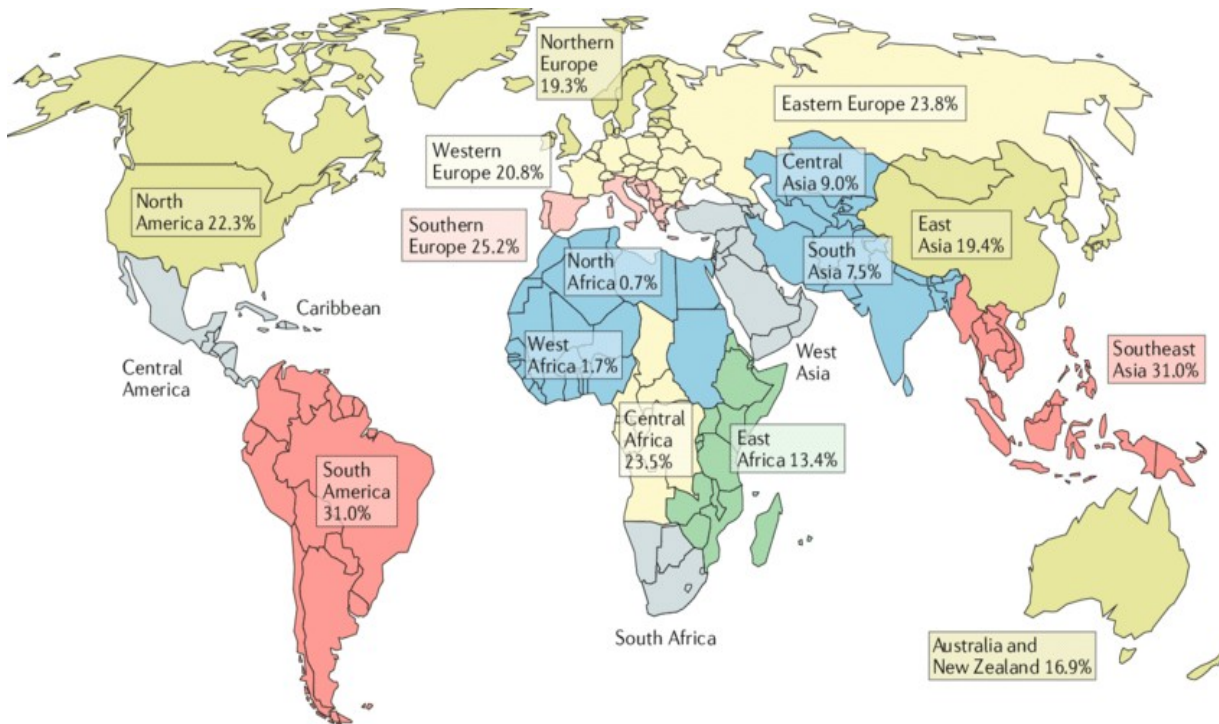 Northern
Europe
19.3%
Eastern Europe 23.8%
Western
Europe 20.8%
Central
Asia 9.0%
North
America 22.3%
Southern
Europe 25.2%
East
Asia 19.4%
South
Asia 7.5%
North
Africa 0.7%
Caribbean
West
Africa 1.7%
West
Asia
Southeast
Asia 31.0%
Central
America
Central
Africa
23.5%
East
Africa 13.4%
South
America
31.0%
South Africa
Australia and
New Zealand 16.9%